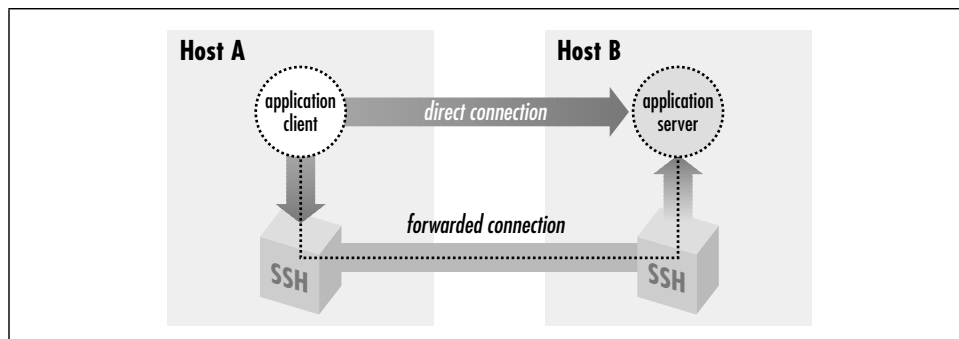 Host A
Host B
application
client
direct connection
application
server
forwarded connection
SSH
SSH